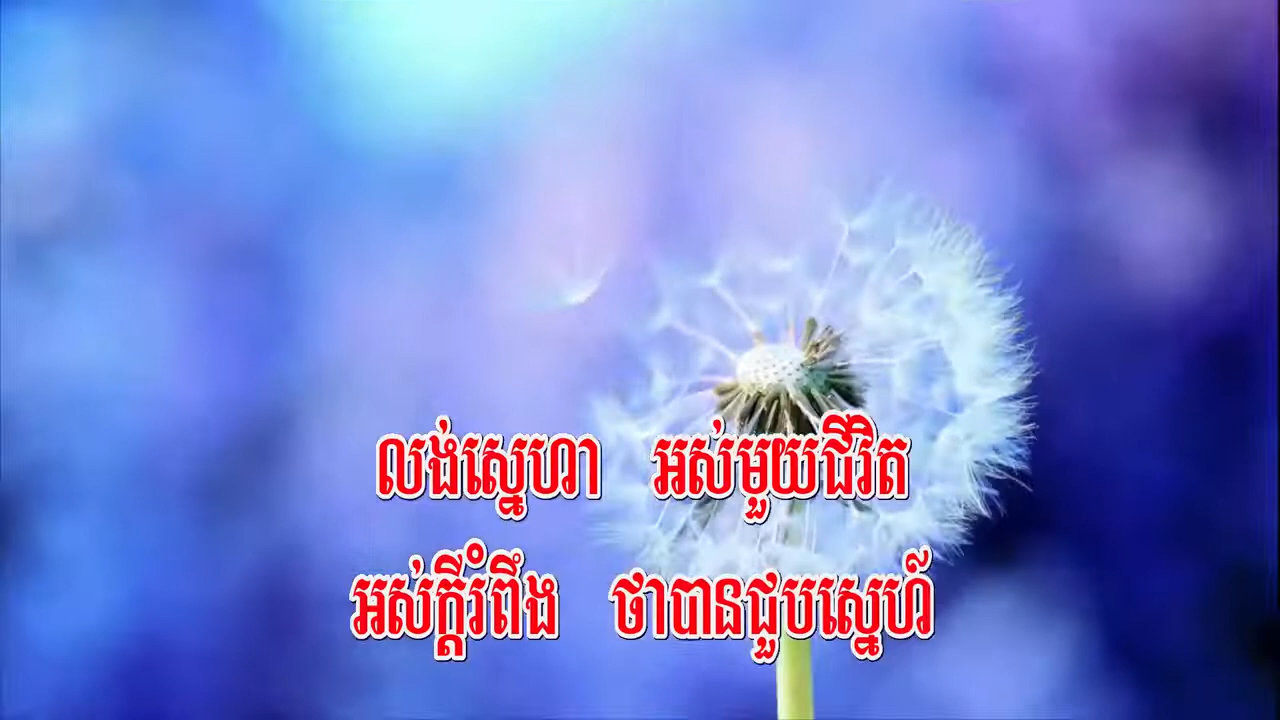 លង់ស្នេហា អស់មួយជីវិត
អស់ក្ដីរំពឹង ថាបានជួបស្នេហ៍